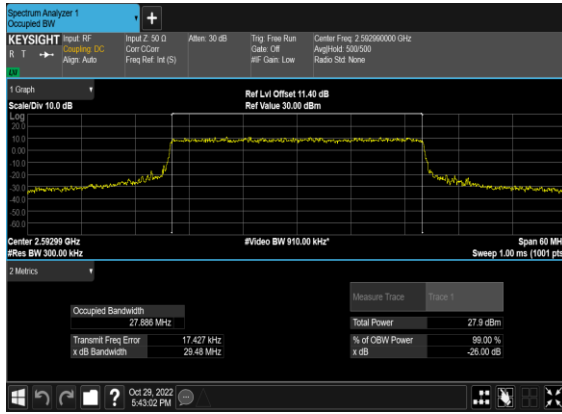 Spectrum Analyzer 1
Occupied BW
+
KEYSIGHT
R T
LXI
Input: RF
Coupling: DC
Align: Auto
Input Z: 50 Ω
Corr CCorr
Freq Ref: Int (S)
Atten: 30 dB
Trig: Free Run
Gate: Off
#IF Gain: Low
Center Freq: 2.592990000 GHz
Avg|Hold: 500/500
Radio Std: None
1 Graph
Scale/Div 10.0 dB
Ref Lvl Offset 11.40 dB
Ref Value 30.00 dBm
Log
20.0
10.0
0.00
-10.0
-20.0
-30.0
-40.0
-50.0
-60.0
Center 2.59299 GHz
#Res BW 300.00 kHz
#Video BW 910.00 kHz*
Span 60 MH
Sweep 1.00 ms (1001 pts
2 Metrics
Measure Trace Trace 1
Occupied Bandwidth
27.886 MHz
Total Power 27.9 dBm
Transmit Freq Error 17.427 kHz
% of OBW Power 99.00 %
x dB Bandwidth 29.48 MHz
x dB -26.00 dB
?
Oct 29, 2022
5:43:02 PM